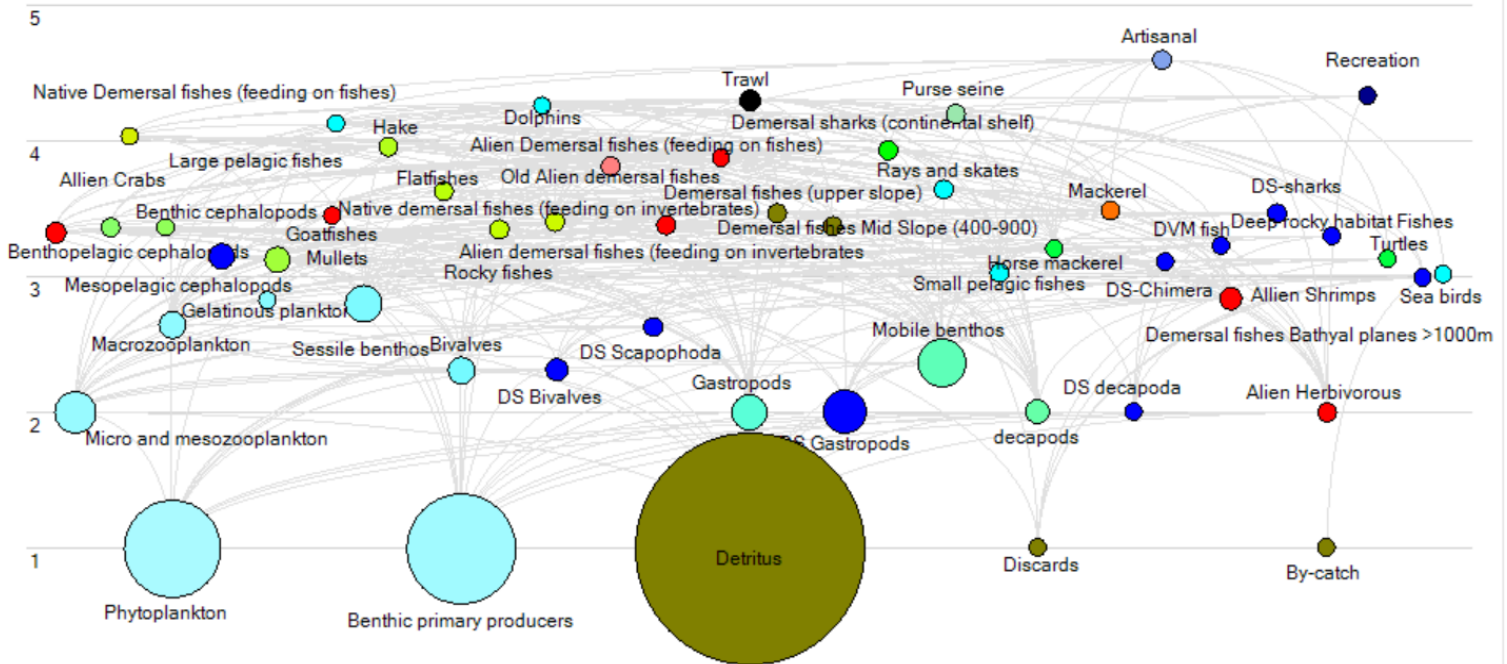 5
Artisanal
Recreation
Trawl
Purse seine
Native Demersal fishes (feeding on fishes)
Dolphins
Hake
Demersal sharks (continental shelf)
4
Alien Demersal fishes (feeding on fishes)
Large pelagic fishes
Rays and skates
Allien Crabs
Flatfishes
Old Alien demersal fishes
Demersal fishes (upper slope)
Mackerel
DS-sharks
Benthic cephalopods
Native demersal fishes (feeding on invertebrates)
Deep rocky habitat Fishes
Demersal fishes Mid Slope (400-900)
DVM fish
Goatfishes
Turtles
Benthopelagic cephalopods
Mullets
Alien demersal fishes (feeding on invertebrates
Horse mackerel
Rocky fishes
3
Mesopelagic cephalopods
Small pelagic fishes
DS-Chimera
Allien Shrimps
Sea birds
Gelatinous plankton
Macrozooplankton
Sessile benthos
Bivalves
DS Scapophoda
Mobile benthos
Demersal fishes Bathyal planes >1000m
Gastropods
DS Bivalves
DS decapoda
Alien Herbivorous
2
Micro and mesozooplankton
DS Gastropods
decapods
1
Detritus
Discards
By-catch
Phytoplankton
Benthic primary producers